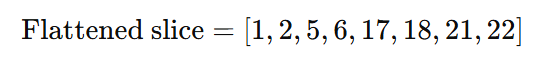 Flattened slice = [1, 2, 5, 6, 17, 18, 21, 22]